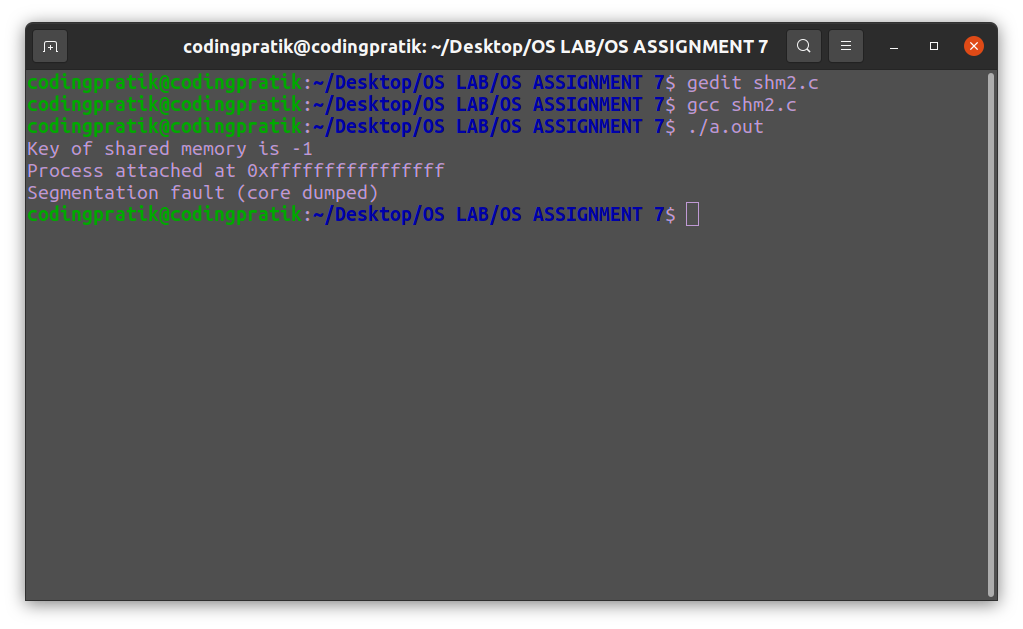 codingpratik@codingpratik: ~/Desktop/OS LAB/OS ASSIGNMENT 7
codingpratik@codingpratik:~/Desktop/OS LAB/OS ASSIGNMENT 7$ gedit shm2.c
codingpratik@codingpratik:~/Desktop/OS LAB/OS ASSIGNMENT 7$ gcc shm2.c
codingpratik@codingpratik:~/Desktop/OS LAB/OS ASSIGNMENT 7$ ./a.out
Key of shared memory is -1
Process attached at 0xffffffffffffffff
Segmentation fault (core dumped)
codingpratik@codingpratik:~/Desktop/OS LAB/OS ASSIGNMENT 7$